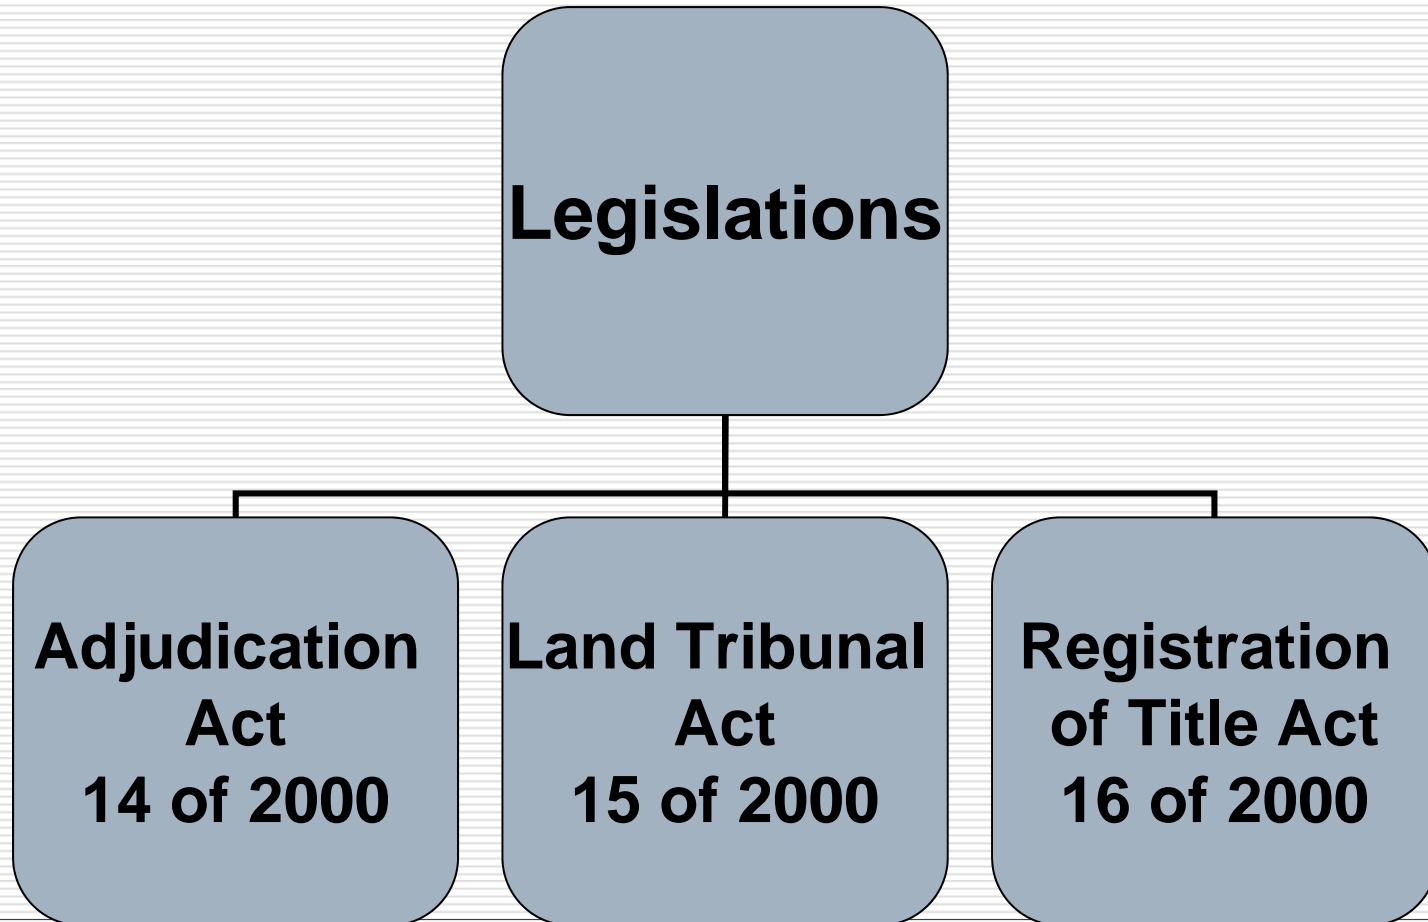 Legislations
Adjudication
Act
14 of 2000
Land Tribunal
Act
15 of 2000
Registration
of Title Act
16 of 2000